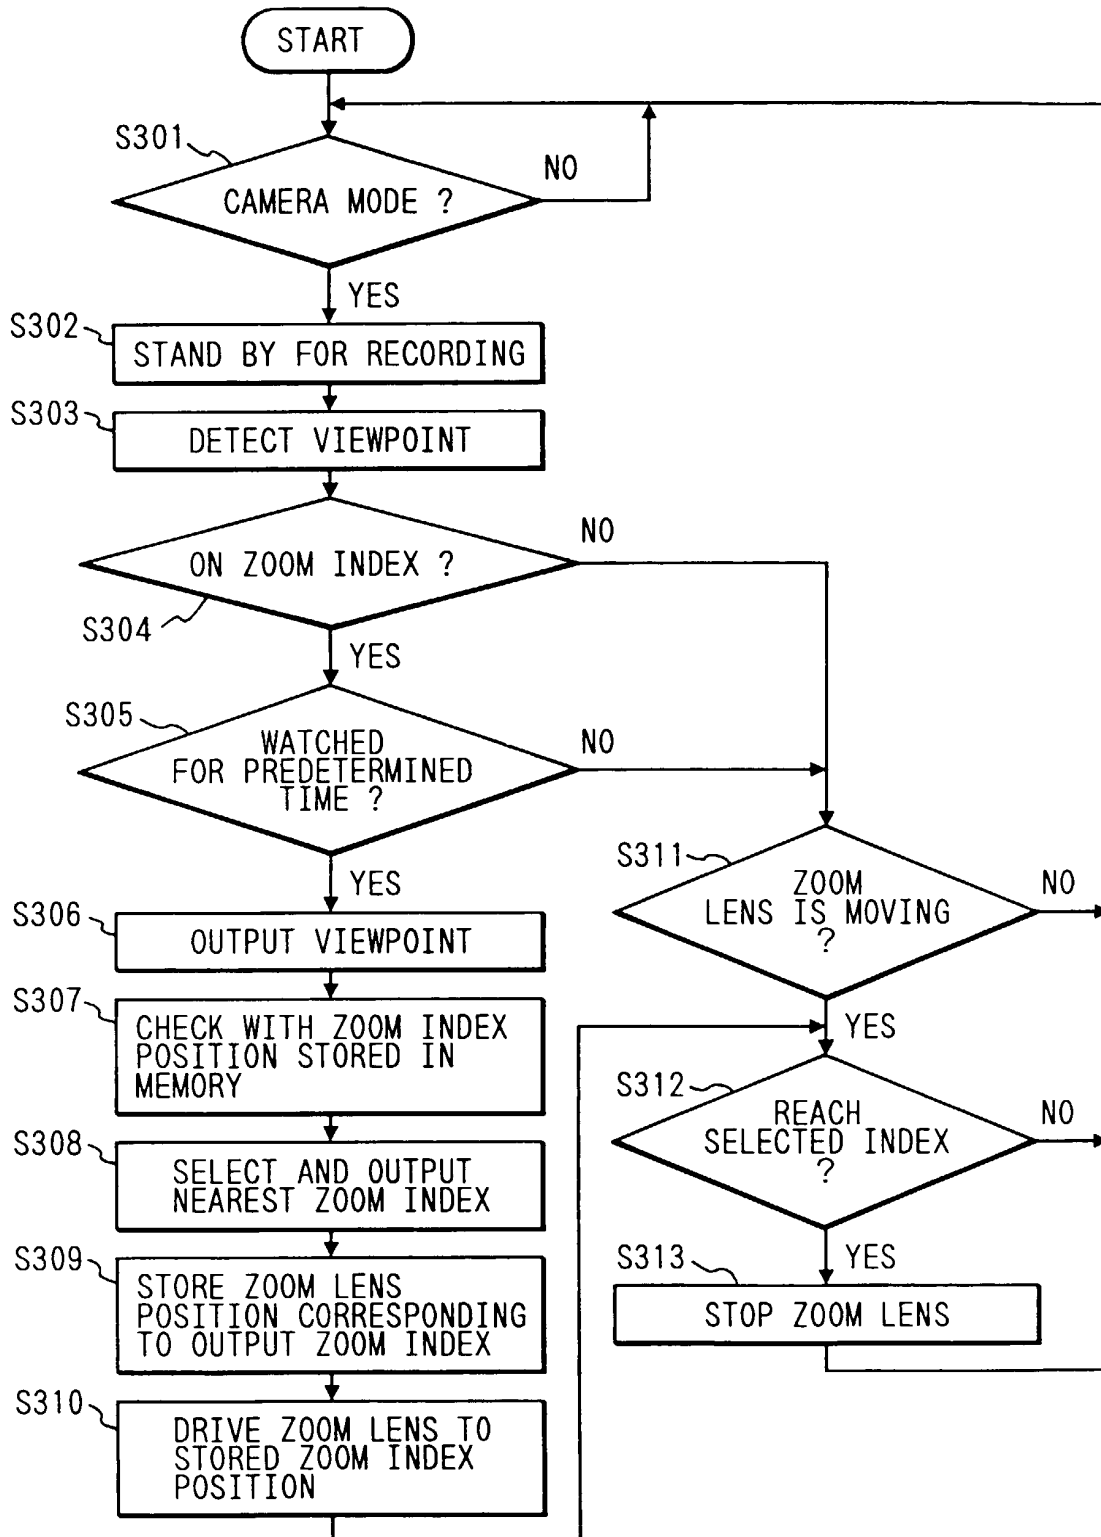 START
S301
CAMERA MODE ?
NO
YES
S302
STAND BY FOR RECORDING
S303
DETECT VIEWPOINT
ON ZOOM INDEX ?
NO
S304
YES
S305
WATCHED
FOR PREDETERMINED
TIME ?
NO
YES
S306
OUTPUT VIEWPOINT
S307
CHECK WITH ZOOM INDEX
POSITION STORED IN
MEMORY
S308
SELECT AND OUTPUT
NEAREST ZOOM INDEX
S309
STORE ZOOM LENS
POSITION CORRESPONDING
TO OUTPUT ZOOM INDEX
S310
DRIVE ZOOM LENS TO
STORED ZOOM INDEX
POSITION
S311
ZOOM
LENS IS MOVING
?
NO
YES
S312
REACH
SELECTED INDEX
?
NO
YES
S313
STOP ZOOM LENS